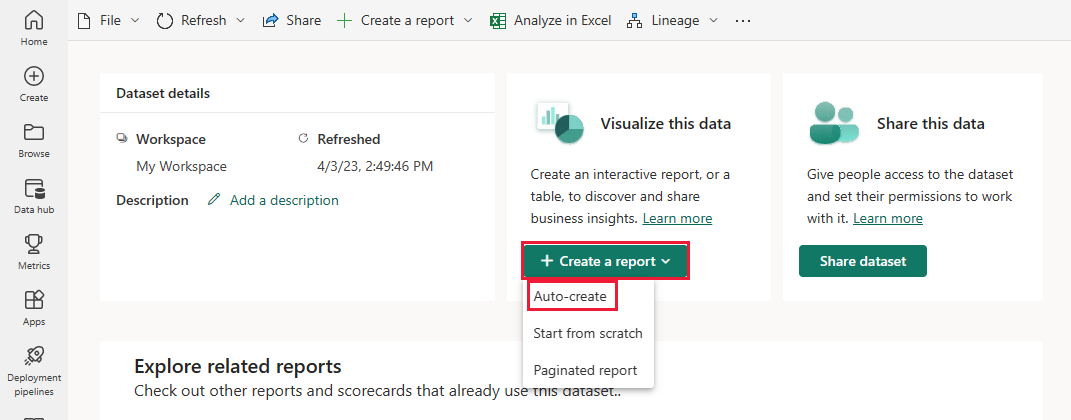 Home
Create
Browse
Data hub
Metrics
Apps
Deployment
pipelines
File
Refresh
Share
Create a report
Analyze in Excel
Lineage
Dataset details
Workspace
Refreshed
My Workspace
4/3/23, 2:49:46 PM
Description
Add a description
Visualize this data
Create an interactive report, or a
table, to discover and share
business insights. Learn more
Create a report
Auto-create
Start from scratch
Paginated report
Share this data
Give people access to the dataset
and set their permissions to work
with it. Learn more
Share dataset
Explore related reports
Check out other reports and scorecards that already use this dataset..